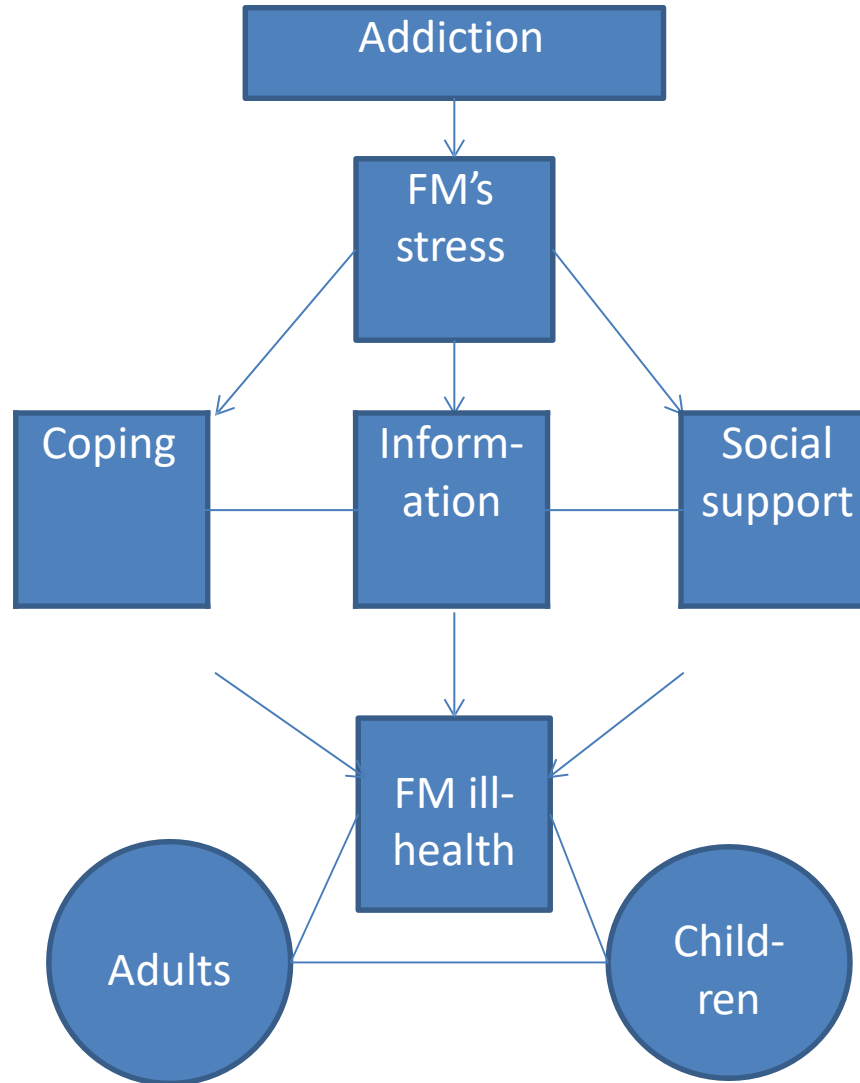 Addiction
FM’s
stress
Coping
Inform-
ation
Social
support
FM ill-
health
Adults
Child-
ren